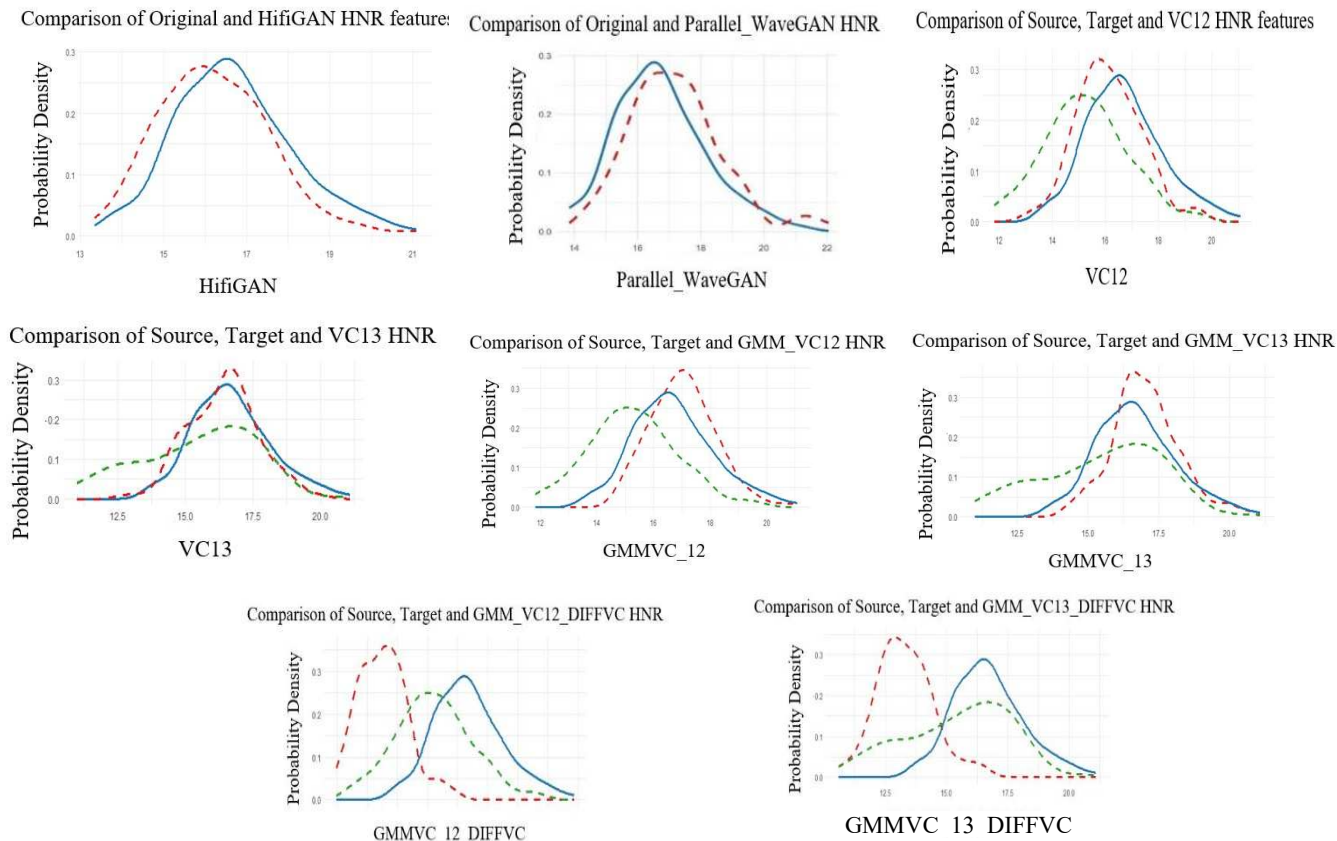 Comparison of Original and HifiGAN HNR features
Probability Density
0.3
0.2
0.1
0.0
13 15 17 19 21
HifiGAN
Comparison of Original and Parallel_WaveGAN HNR
Probability Density
0.3
0.2
0.1
0.0
14 16 18 20 22
Parallel_WaveGAN
Comparison of Source, Target and VC12 HNR features
Probability Density
0.3
0.2
0.1
0.0
12 14 16 18 20
VC12
Comparison of Source, Target and VC13 HNR
Probability Density
0.3
-0.2
0.1
0.0
12.5 15.0 17.5 20.0
VC13
Comparison of Source, Target and GMM_VC12 HNR
Probability Density
0.3
0.2
0.1
0.0
12 14 16 18 20
GMMVC_12
Comparison of Source, Target and GMM_VC13 HNR
Probability Density
0.3
0.2
0.1
0.0
12.5 15.0 17.5 20.0
GMMVC_13
Comparison of Source, Target and GMM_VC12_DIFFVC HNR
Probability Density
0.3
0.2
0.1
0.0
GMMVC_12_DIFFVC
Comparison of Source, Target and GMM_VC13_DIFFVC HNR
Probability Density
0.3
0.2
0.1
0.0
12.5 15.0 17.5 20.0
GMMVC_13_DIFFVC